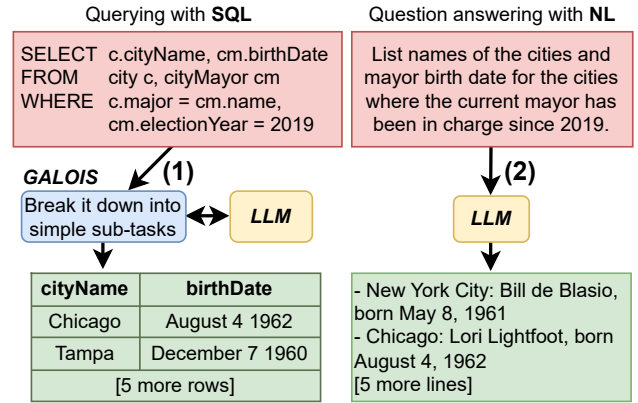 Querying with SQL
SELECT c.cityName, cm.birthDate
FROM city c, cityMayor cm
WHERE c.major = cm.name,
cm.electionYear = 2019
(1)
GALOIS
Break it down into
simple sub-tasks
LLM
cityName birthDate
Chicago August 4 1962
Tampa December 7 1960
[5 more rows]
Question answering with NL
List names of the cities and
mayor birth date for the cities
where the current mayor has
been in charge since 2019.
(2)
LLM
- New York City: Bill de Blasio,
born May 8, 1961
- Chicago: Lori Lightfoot, born
August 4, 1962
[5 more lines]